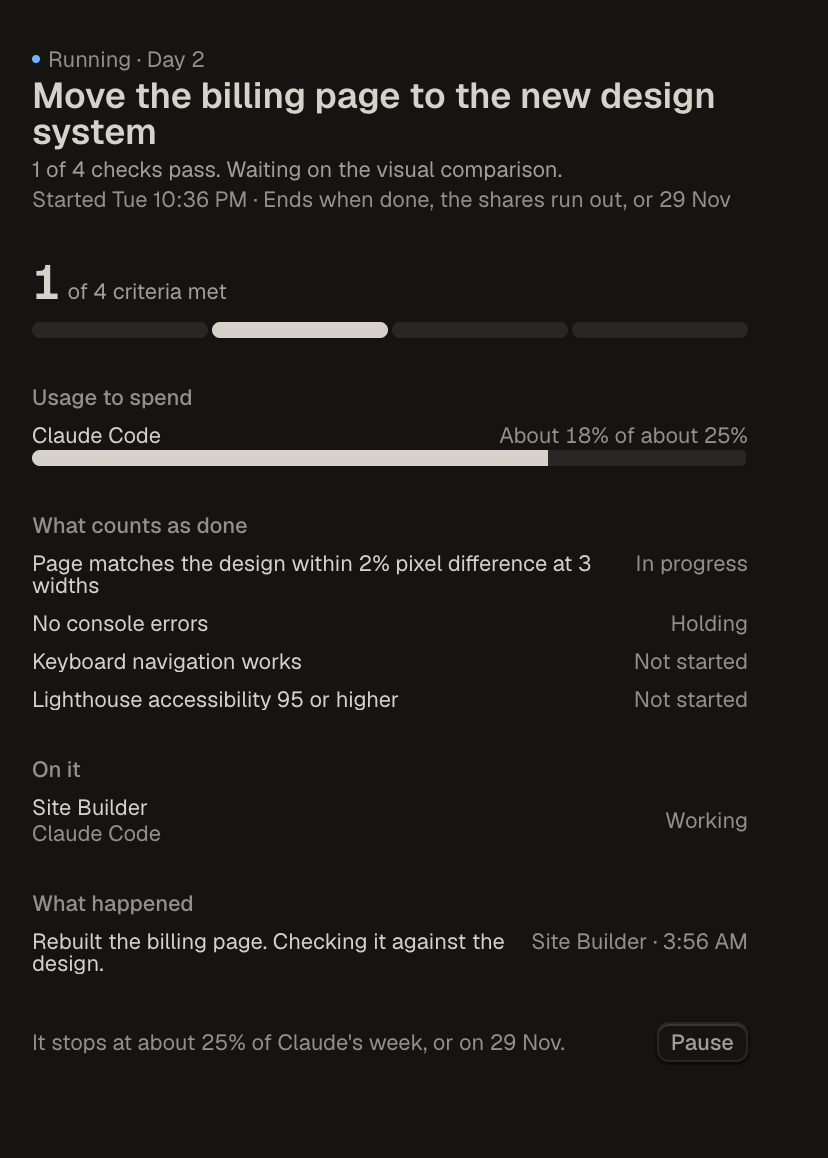 Running · Day 2
Move the billing page to the new design
system
1 of 4 checks pass. Waiting on the visual comparison.
Started Tue 10:36 PM · Ends when done, the shares run out, or 29 Nov
1 of 4 criteria met
Usage to spend
Claude Code About 18% of about 25%
What counts as done
Page matches the design within 2% pixel difference at 3 In progress
widths
No console errors Holding
Keyboard navigation works Not started
Lighthouse accessibility 95 or higher Not started
On it
Site Builder
Claude Code Working
What happened
Rebuilt the billing page. Checking it against the Site Builder · 3:56 AM
design.
It stops at about 25% of Claude's week, or on 29 Nov. Pause